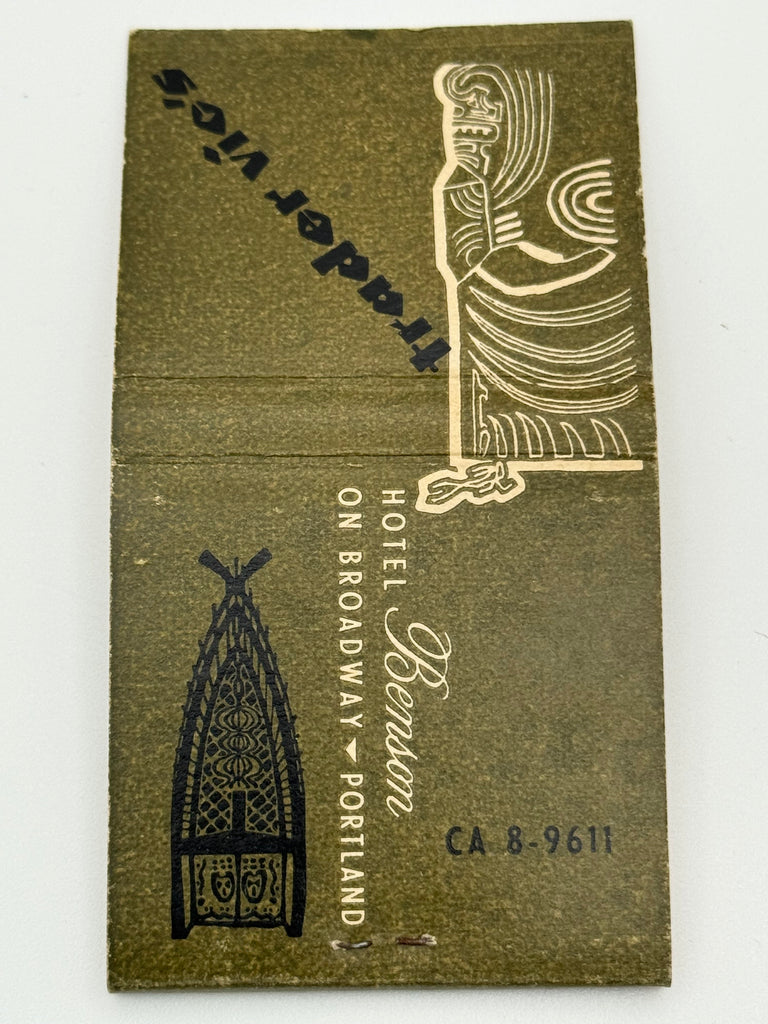 trader vic's
HOTEL Benson
ON BROADWAY PORTLAND
CA 8-9611